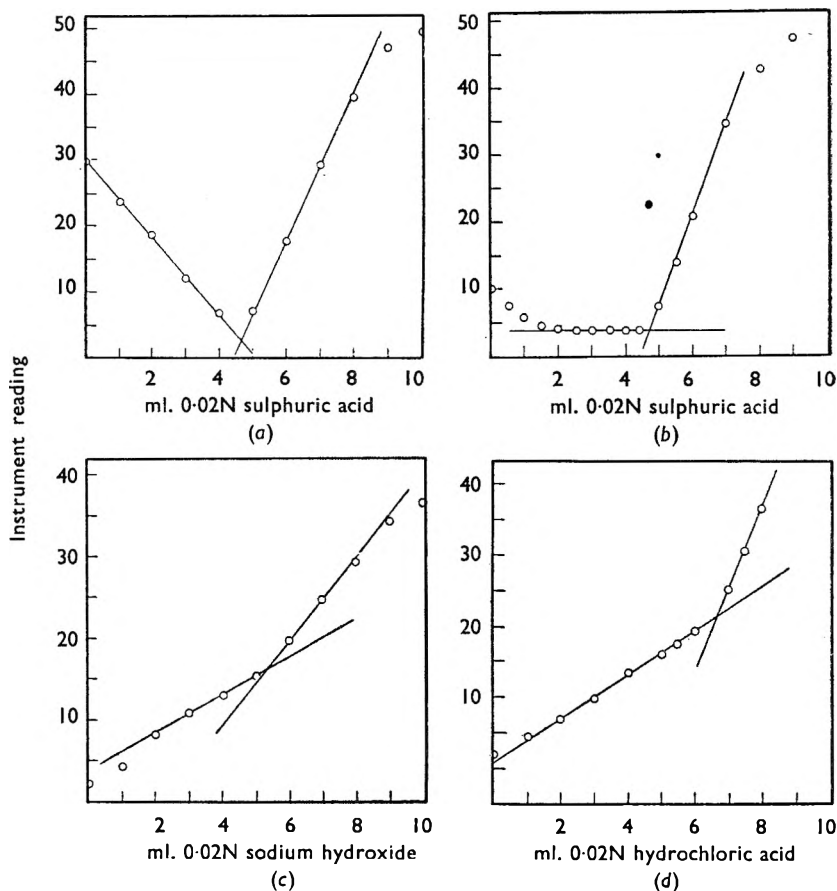 50
40
30
20
10
2 4 6 8 10
ml. 0·02N sulphuric acid
(a)
50
40
30
20
10
2 4 6 8 10
ml. 0·02N sulphuric acid
(b)
Instrument reading
40
30
20
10
2 4 6 8 10
ml. 0·02N sodium hydroxide
(c)
40
30
20
10
2 4 6 8 10
ml. 0·02N hydrochloric acid
(d)